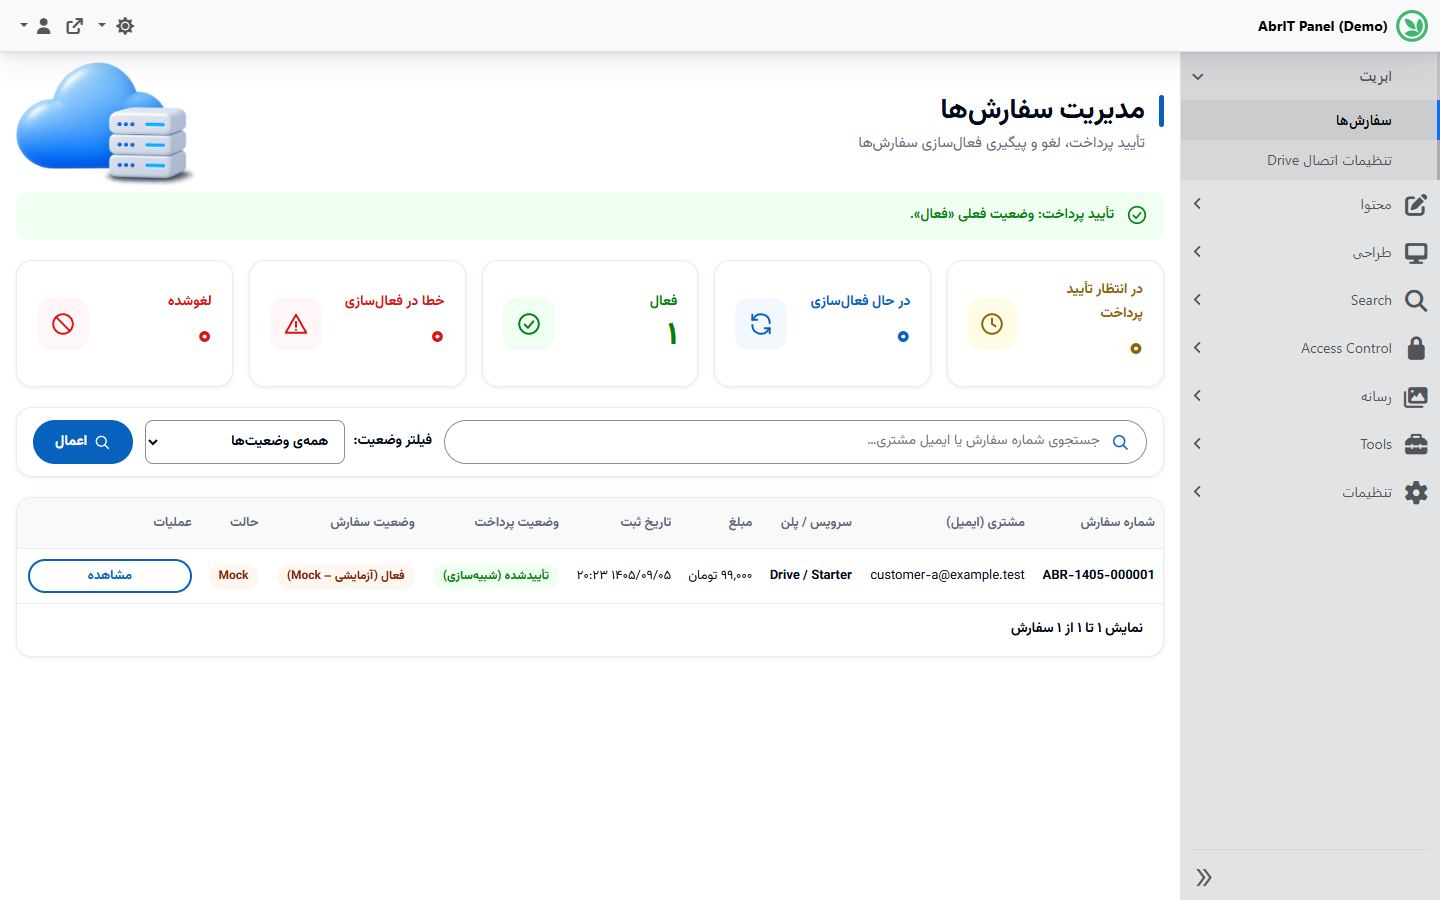 AbrIT Panel (Demo)
ابریت
سفارش‌ها
تنظیمات اتصال Drive
محتوا
طراحی
Search
Access Control
رسانه
Tools
تنظیمات
مدیریت سفارش‌ها
تأیید پرداخت، لغو و پیگیری فعال‌سازی سفارش‌ها
تأیید پرداخت: وضعیت فعلی «فعال».
در انتظار تأیید پرداخت
۰
در حال فعال‌سازی
۰
فعال
۱
خطا در فعال‌سازی
۰
لغوشده
۰
جستجوی شماره سفارش یا ایمیل مشتری...
فیلتر وضعیت:
همه‌ی وضعیت‌ها
اعمال
شماره سفارش مشتری (ایمیل) سرویس / پلن مبلغ تاریخ ثبت وضعیت پرداخت وضعیت سفارش حالت عملیات
ABR-1405-000001 customer-a@example.test Drive / Starter ۹۹,۰۰۰ تومان ۱۴۰۵/۰۹/۰۵ ۲۰:۲۳ تأییدشده (شبیه‌سازی) فعال (آزمایشی – Mock) Mock مشاهده
نمایش ۱ تا ۱ از ۱ سفارش